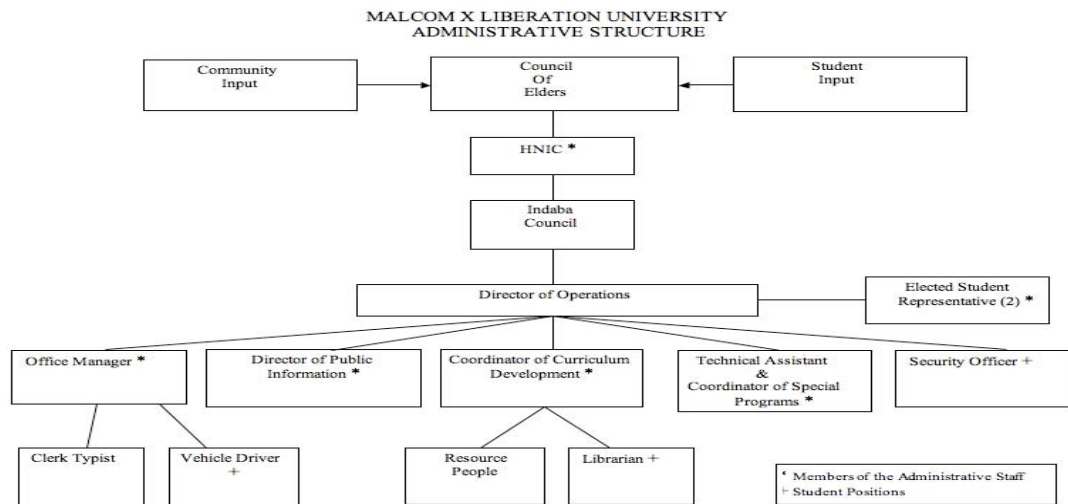 MALCOM X LIBERATION UNIVERSITY
ADMINISTRATIVE STRUCTURE
Community
Input
Council
Of
Elders
Student
Input
HNIC *
Indaba
Council
Director of Operations
Elected Student
Representative (2) *
Office Manager *
Director of Public
Information *
Coordinator of Curriculum
Development *
Technical Assistant
&
Coordinator of Special
Programs *
Security Officer +
Clerk Typist
Vehicle Driver
+
Resource
People
Librarian +
* Members of the Administrative Staff
+ Student Positions